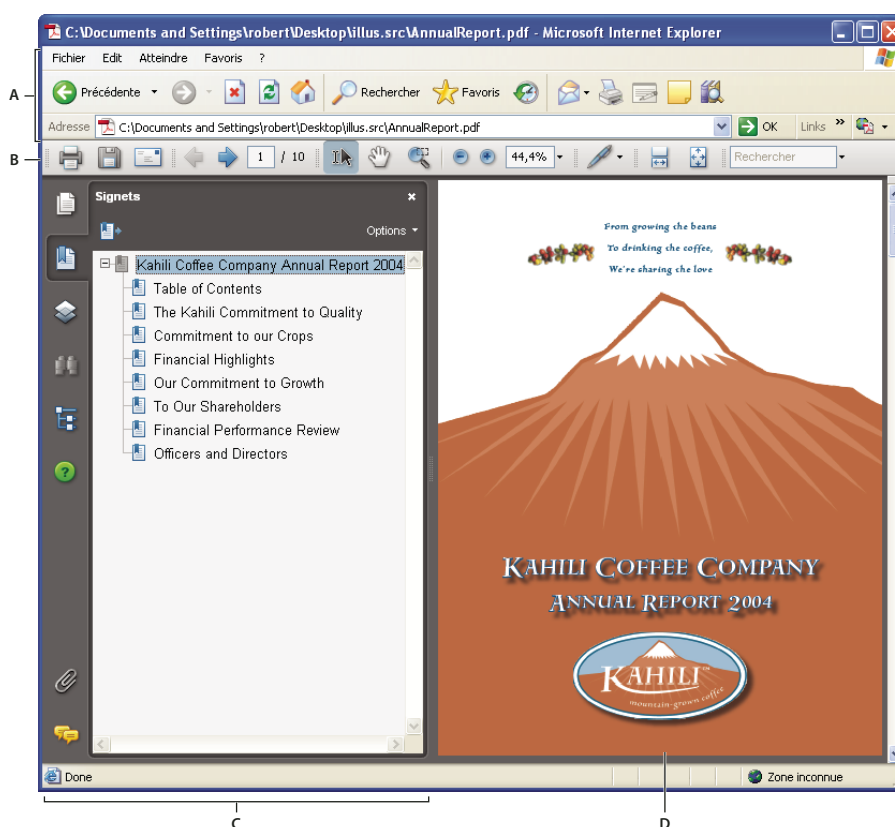 C:\Documents and Settings\robert\Desktop\illus.src\AnnualReport.pdf - Microsoft Internet Explorer
Fichier Edit Atteindre Favoris ?
A
Précédente Rechercher Favoris
Adresse C:\Documents and Settings\robert\Desktop\illus.src\AnnualReport.pdf OK Links »
B
1 / 10 44,4% Rechercher
Signets
Options
Kahili Coffee Company Annual Report 2004
Table of Contents
The Kahili Commitment to Quality
Commitment to our Crops
Financial Highlights
Our Commitment to Growth
To Our Shareholders
Financial Performance Review
Officers and Directors
From growing the beans
To drinking the coffee,
We're sharing the love
KAHILI COFFEE COMPANY
ANNUAL REPORT 2004
KAHILI™
mountain-grown coffee
Done Zone inconnue
C D